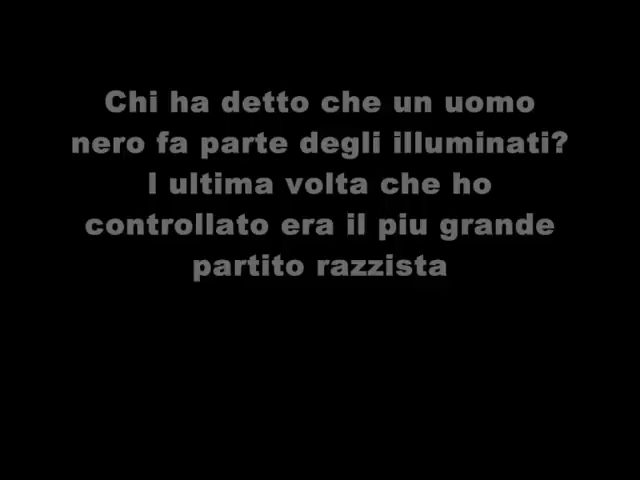 Chi ha detto che un uomo
nero fa parte degli illuminati?
l ultima volta che ho
controllato era il piu grande
partito razzista